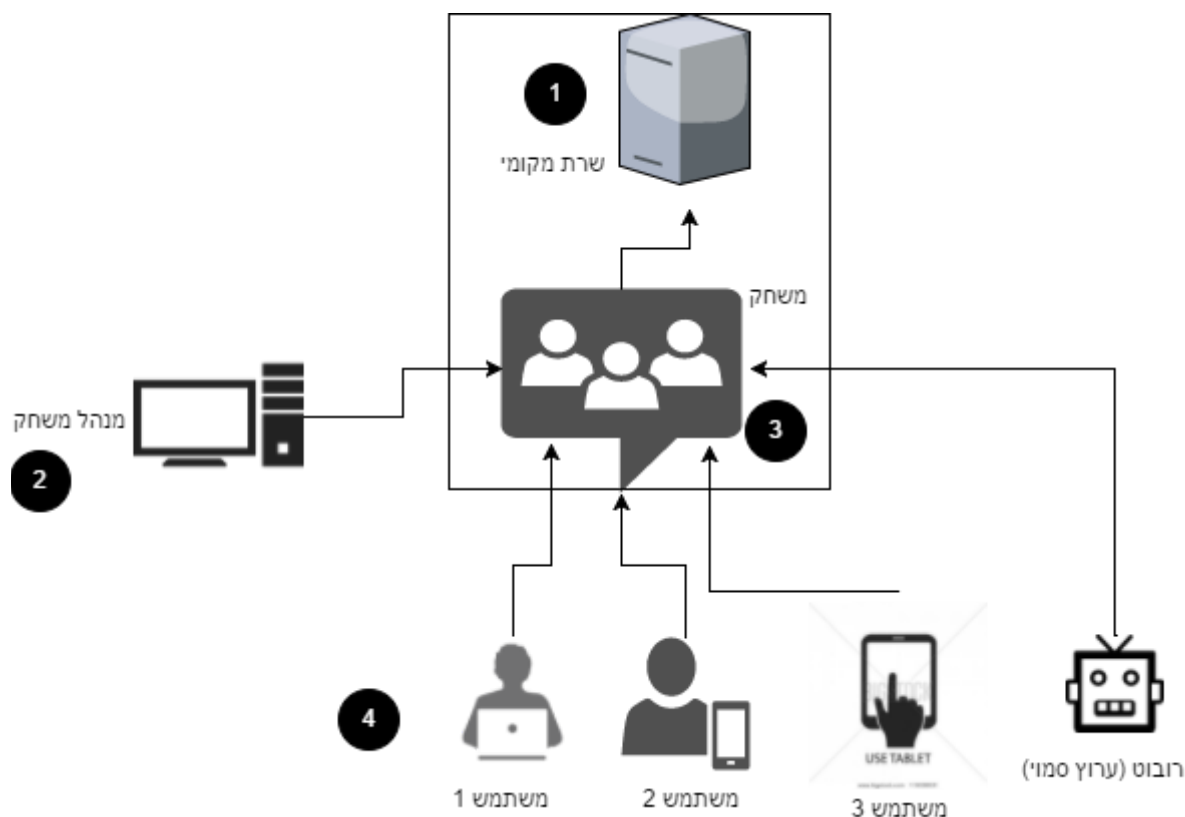 1
שרת מקומי
משחק
3
מנהל משחק
2
4
משתמש 1
משתמש 2
USE TABLET
משתמש 3
רובוט (ערוץ סמוי)